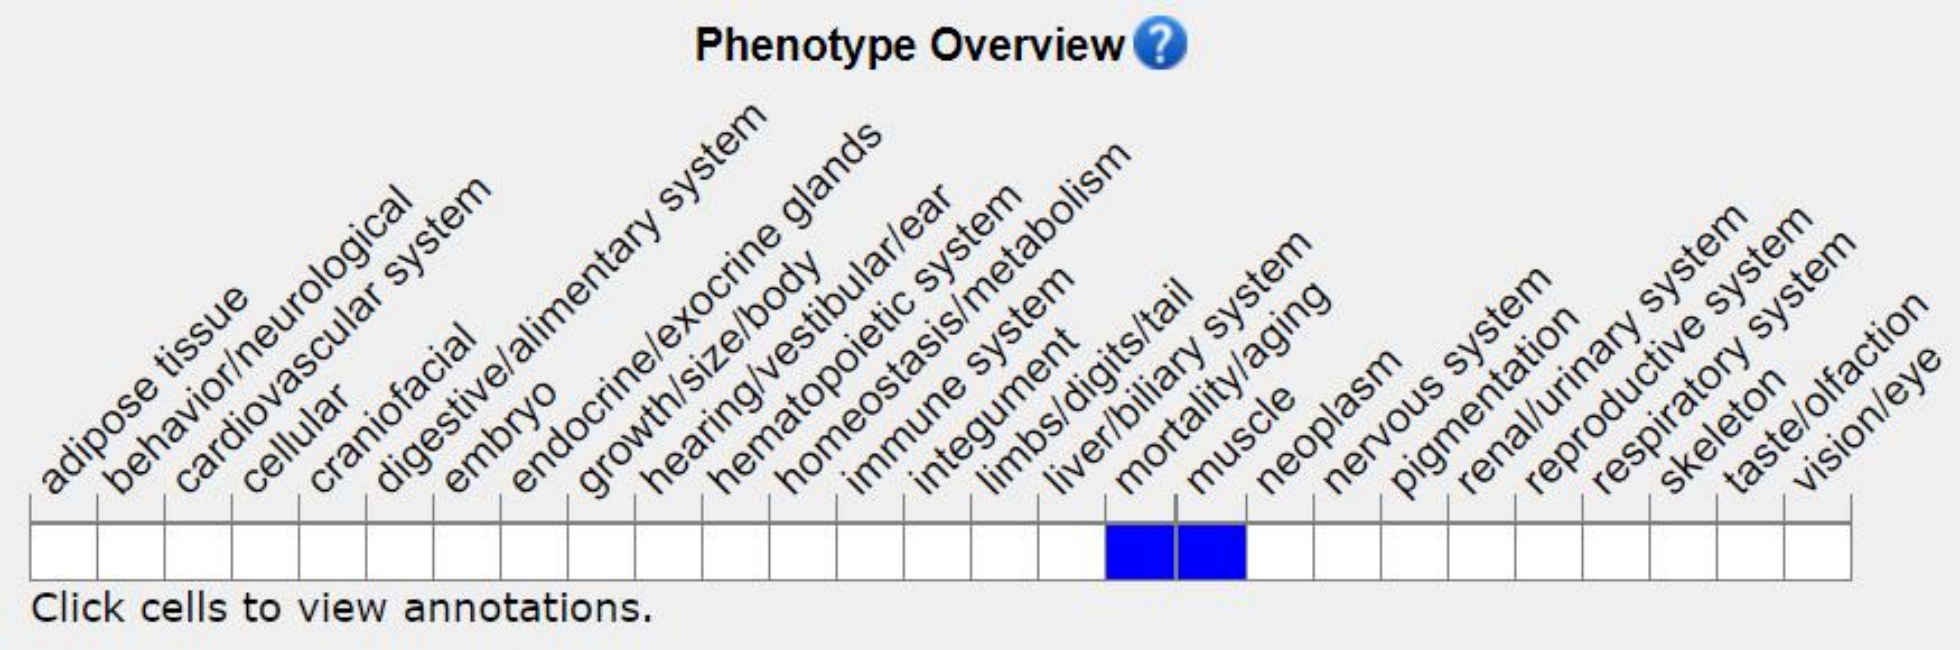 Phenotype Overview ?
adipose tissue
behavior/neurological
cardiovascular system
cellular
craniofacial
digestive/alimentary system
embryo
endocrine/exocrine glands
growth/size/body
hearing/vestibular/ear
hematopoietic system
homeostasis/metabolism
immune system
integument
limbs/digits/tail
liver/biliary system
mortality/aging
muscle
neoplasm
nervous system
pigmentation
renal/urinary system
reproductive system
respiratory system
skeleton
taste/olfaction
vision/eye
Click cells to view annotations.